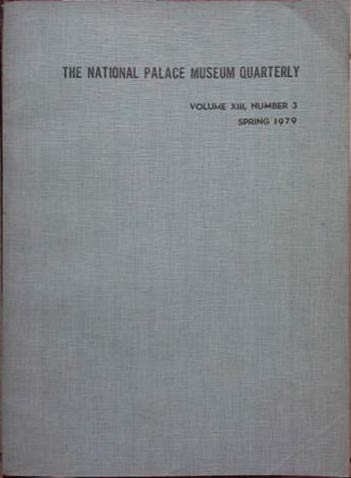 THE NATIONAL PALACE MUSEUM QUARTERLY
VOLUME XIII, NUMBER 3
SPRING 1979